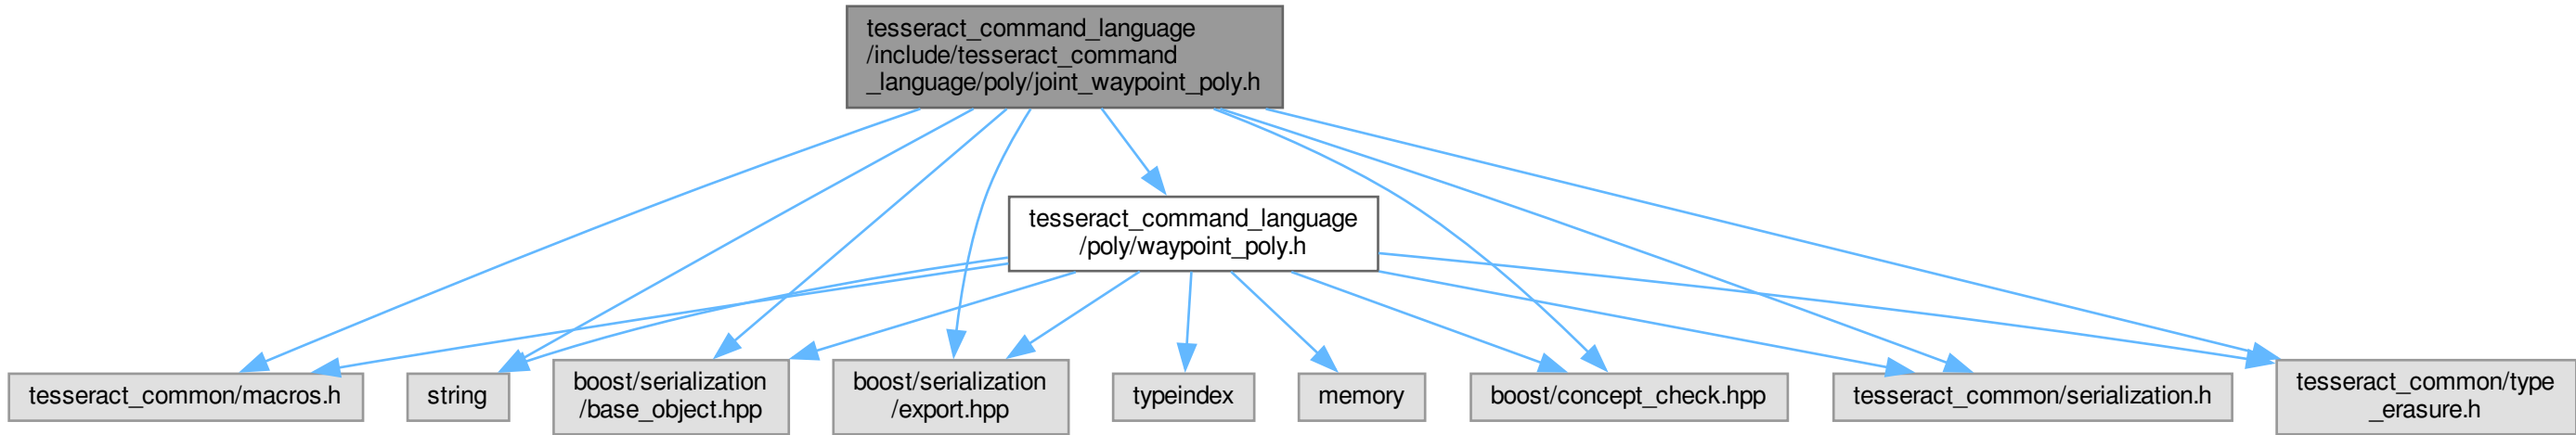 tesseract_command_language
/include/tesseract_command
_language/poly/joint_waypoint_poly.h
tesseract_command_language
/poly/waypoint_poly.h
tesseract_common/macros.h
string
boost/serialization
/base_object.hpp
boost/serialization
/export.hpp
typeindex
memory
boost/concept_check.hpp
tesseract_common/serialization.h
tesseract_common/type
_erasure.h